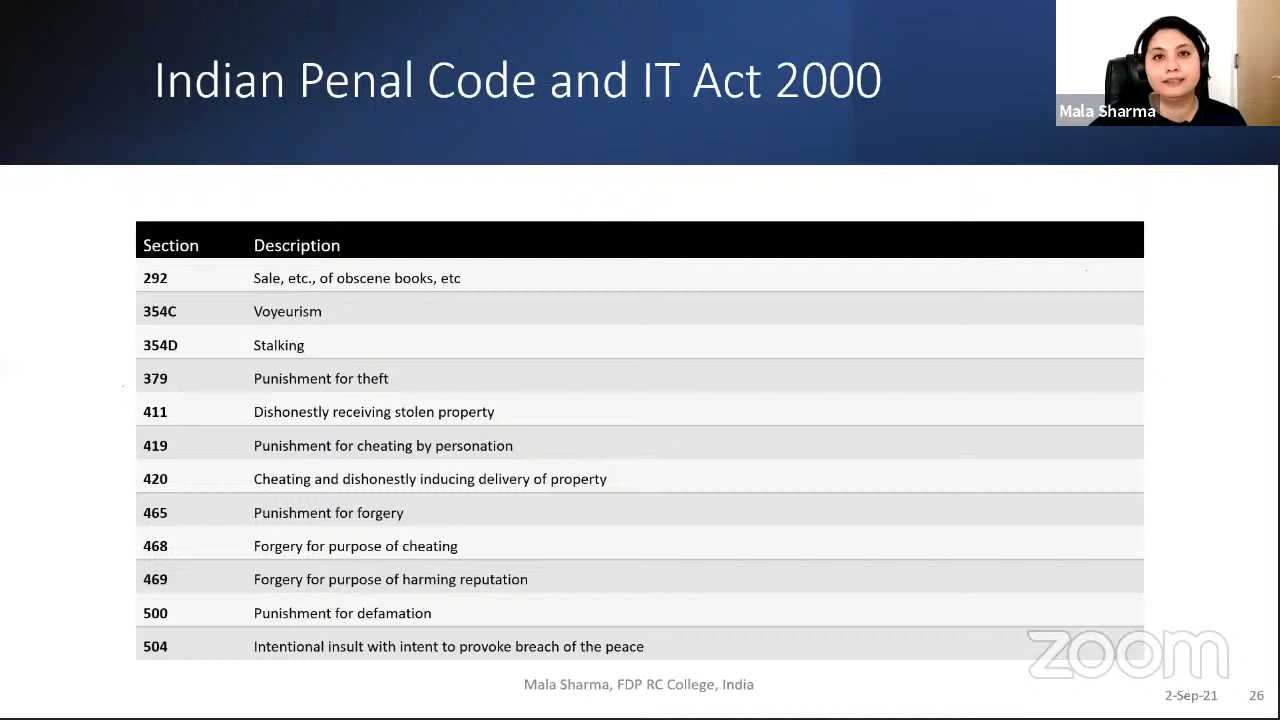 Indian Penal Code and IT Act 2000
Mala Sharma
Section Description
292 Sale, etc., of obscene books, etc
354C Voyeurism
354D Stalking
379 Punishment for theft
411 Dishonestly receiving stolen property
419 Punishment for cheating by personation
420 Cheating and dishonestly inducing delivery of property
465 Punishment for forgery
468 Forgery for purpose of cheating
469 Forgery for purpose of harming reputation
500 Punishment for defamation
504 Intentional insult with intent to provoke breach of the peace
zoom
Mala Sharma, FDP RC College, India
2-Sep-21 26